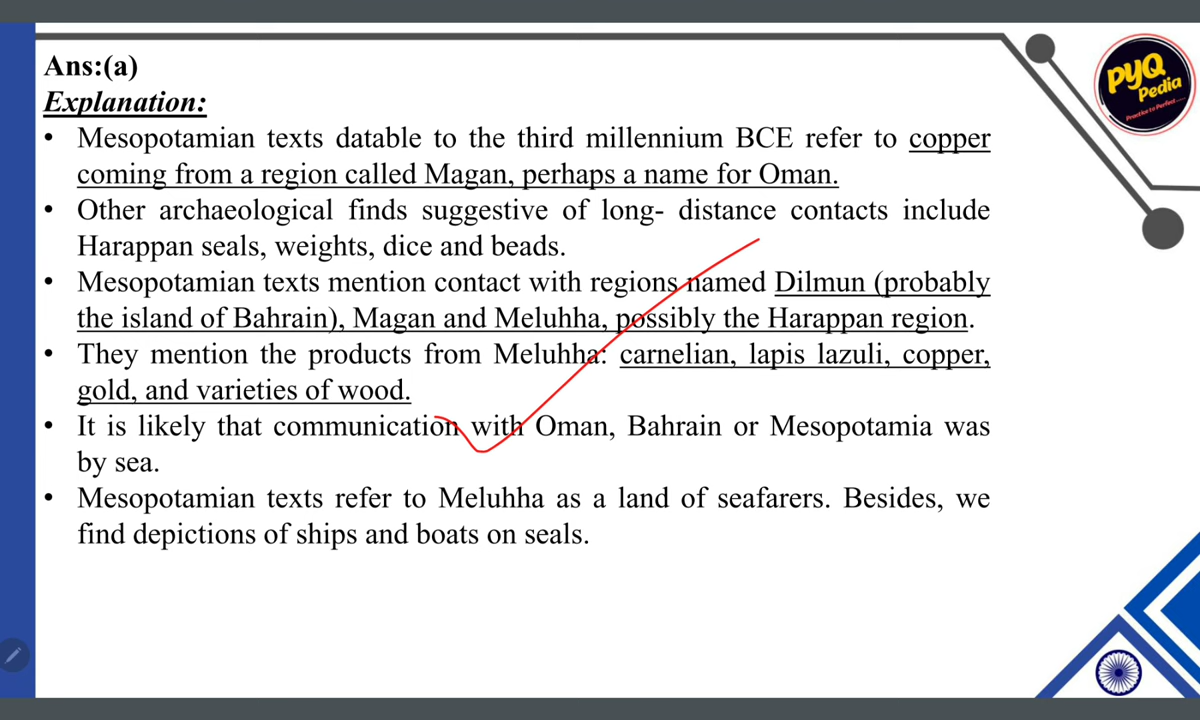 Ans:(a)
Explanation:
• Mesopotamian texts datable to the third millennium BCE refer to copper
coming from a region called Magan, perhaps a name for Oman.
• Other archaeological finds suggestive of long- distance contacts include
Harappan seals, weights, dice and beads.
• Mesopotamian texts mention contact with regions named Dilmun (probably
the island of Bahrain), Magan and Meluhha, possibly the Harappan region.
• They mention the products from Meluhha: carnelian, lapis lazuli, copper,
gold, and varieties of wood.
• It is likely that communication with Oman, Bahrain or Mesopotamia was
by sea.
• Mesopotamian texts refer to Meluhha as a land of seafarers. Besides, we
find depictions of ships and boats on seals.
PYQ
Pedia
Practice to Perfect......